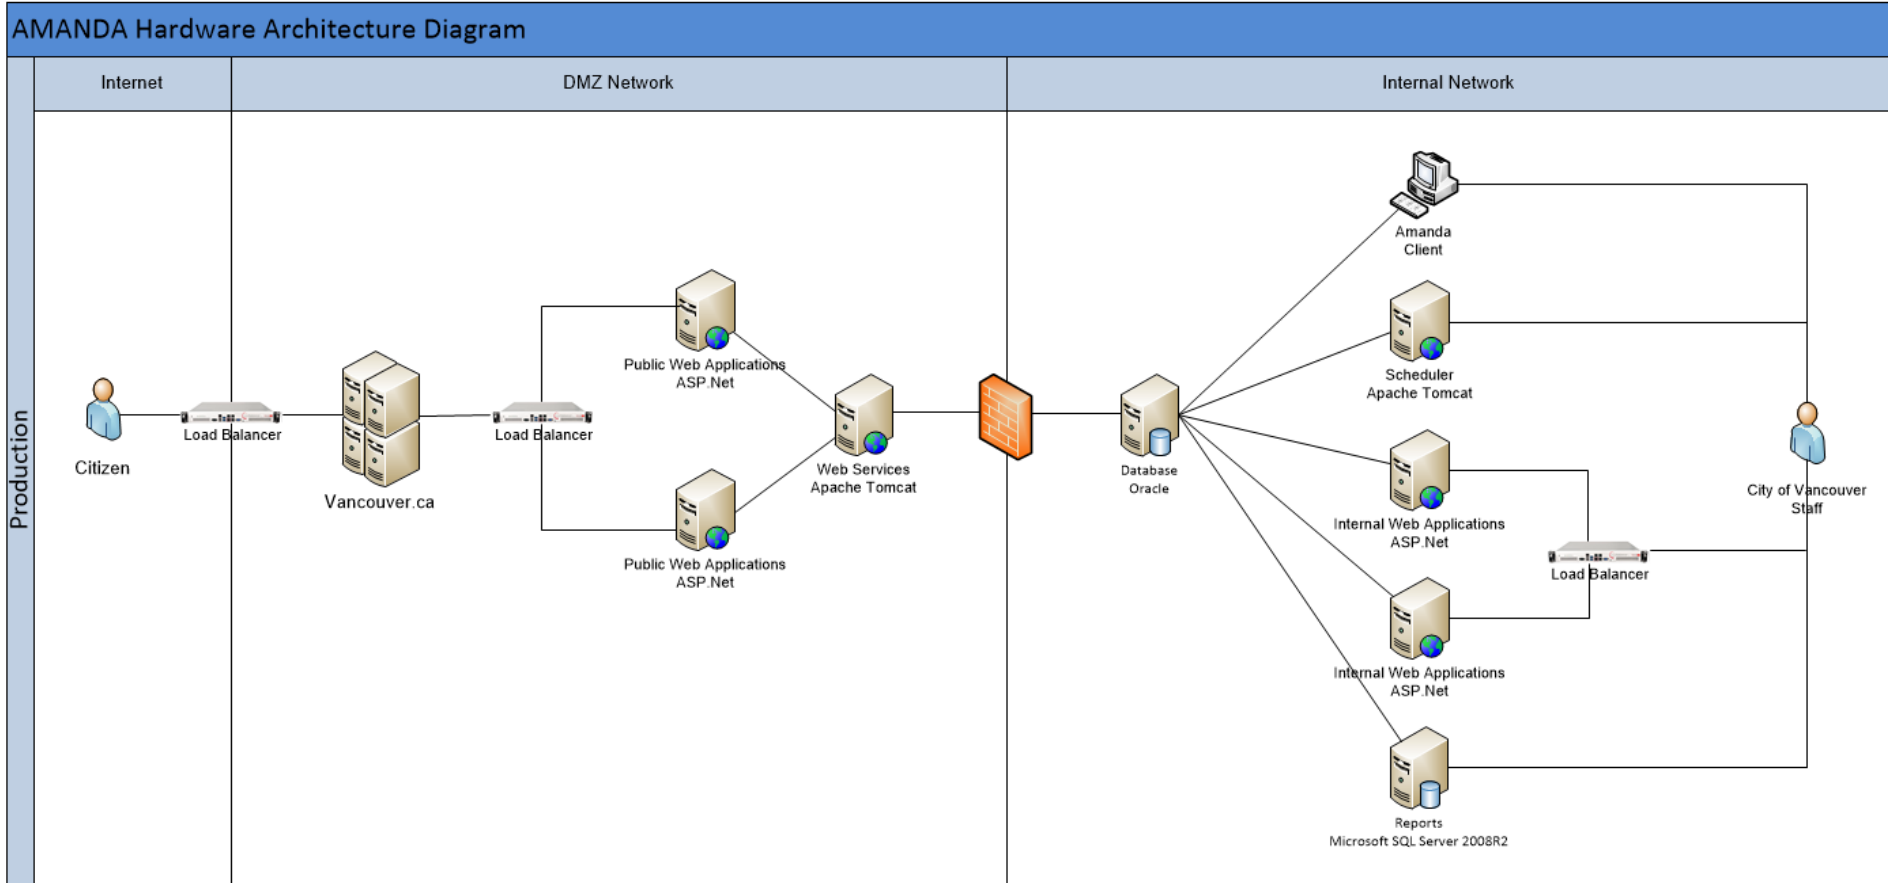 AMANDA Hardware Architecture Diagram
Internet
DMZ Network
Internal Network
Production
Citizen
Load Balancer
Vancouver.ca
Load Balancer
Public Web Applications
ASP.Net
Public Web Applications
ASP.Net
Web Services
Apache Tomcat
Database
Oracle
Amanda
Client
Scheduler
Apache Tomcat
Internal Web Applications
ASP.Net
Internal Web Applications
ASP.Net
Load Balancer
Reports
Microsoft SQL Server 2008R2
City of Vancouver
Staff